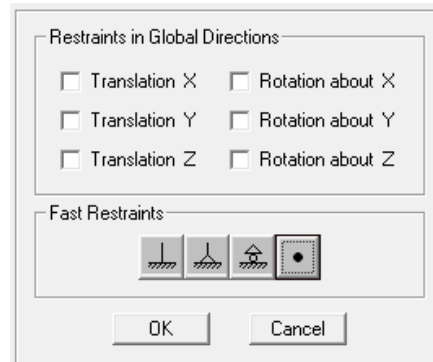 Restraints in Global Directions
Translation X Rotation about X
Translation Y Rotation about Y
Translation Z Rotation about Z
Fast Restraints
OK Cancel